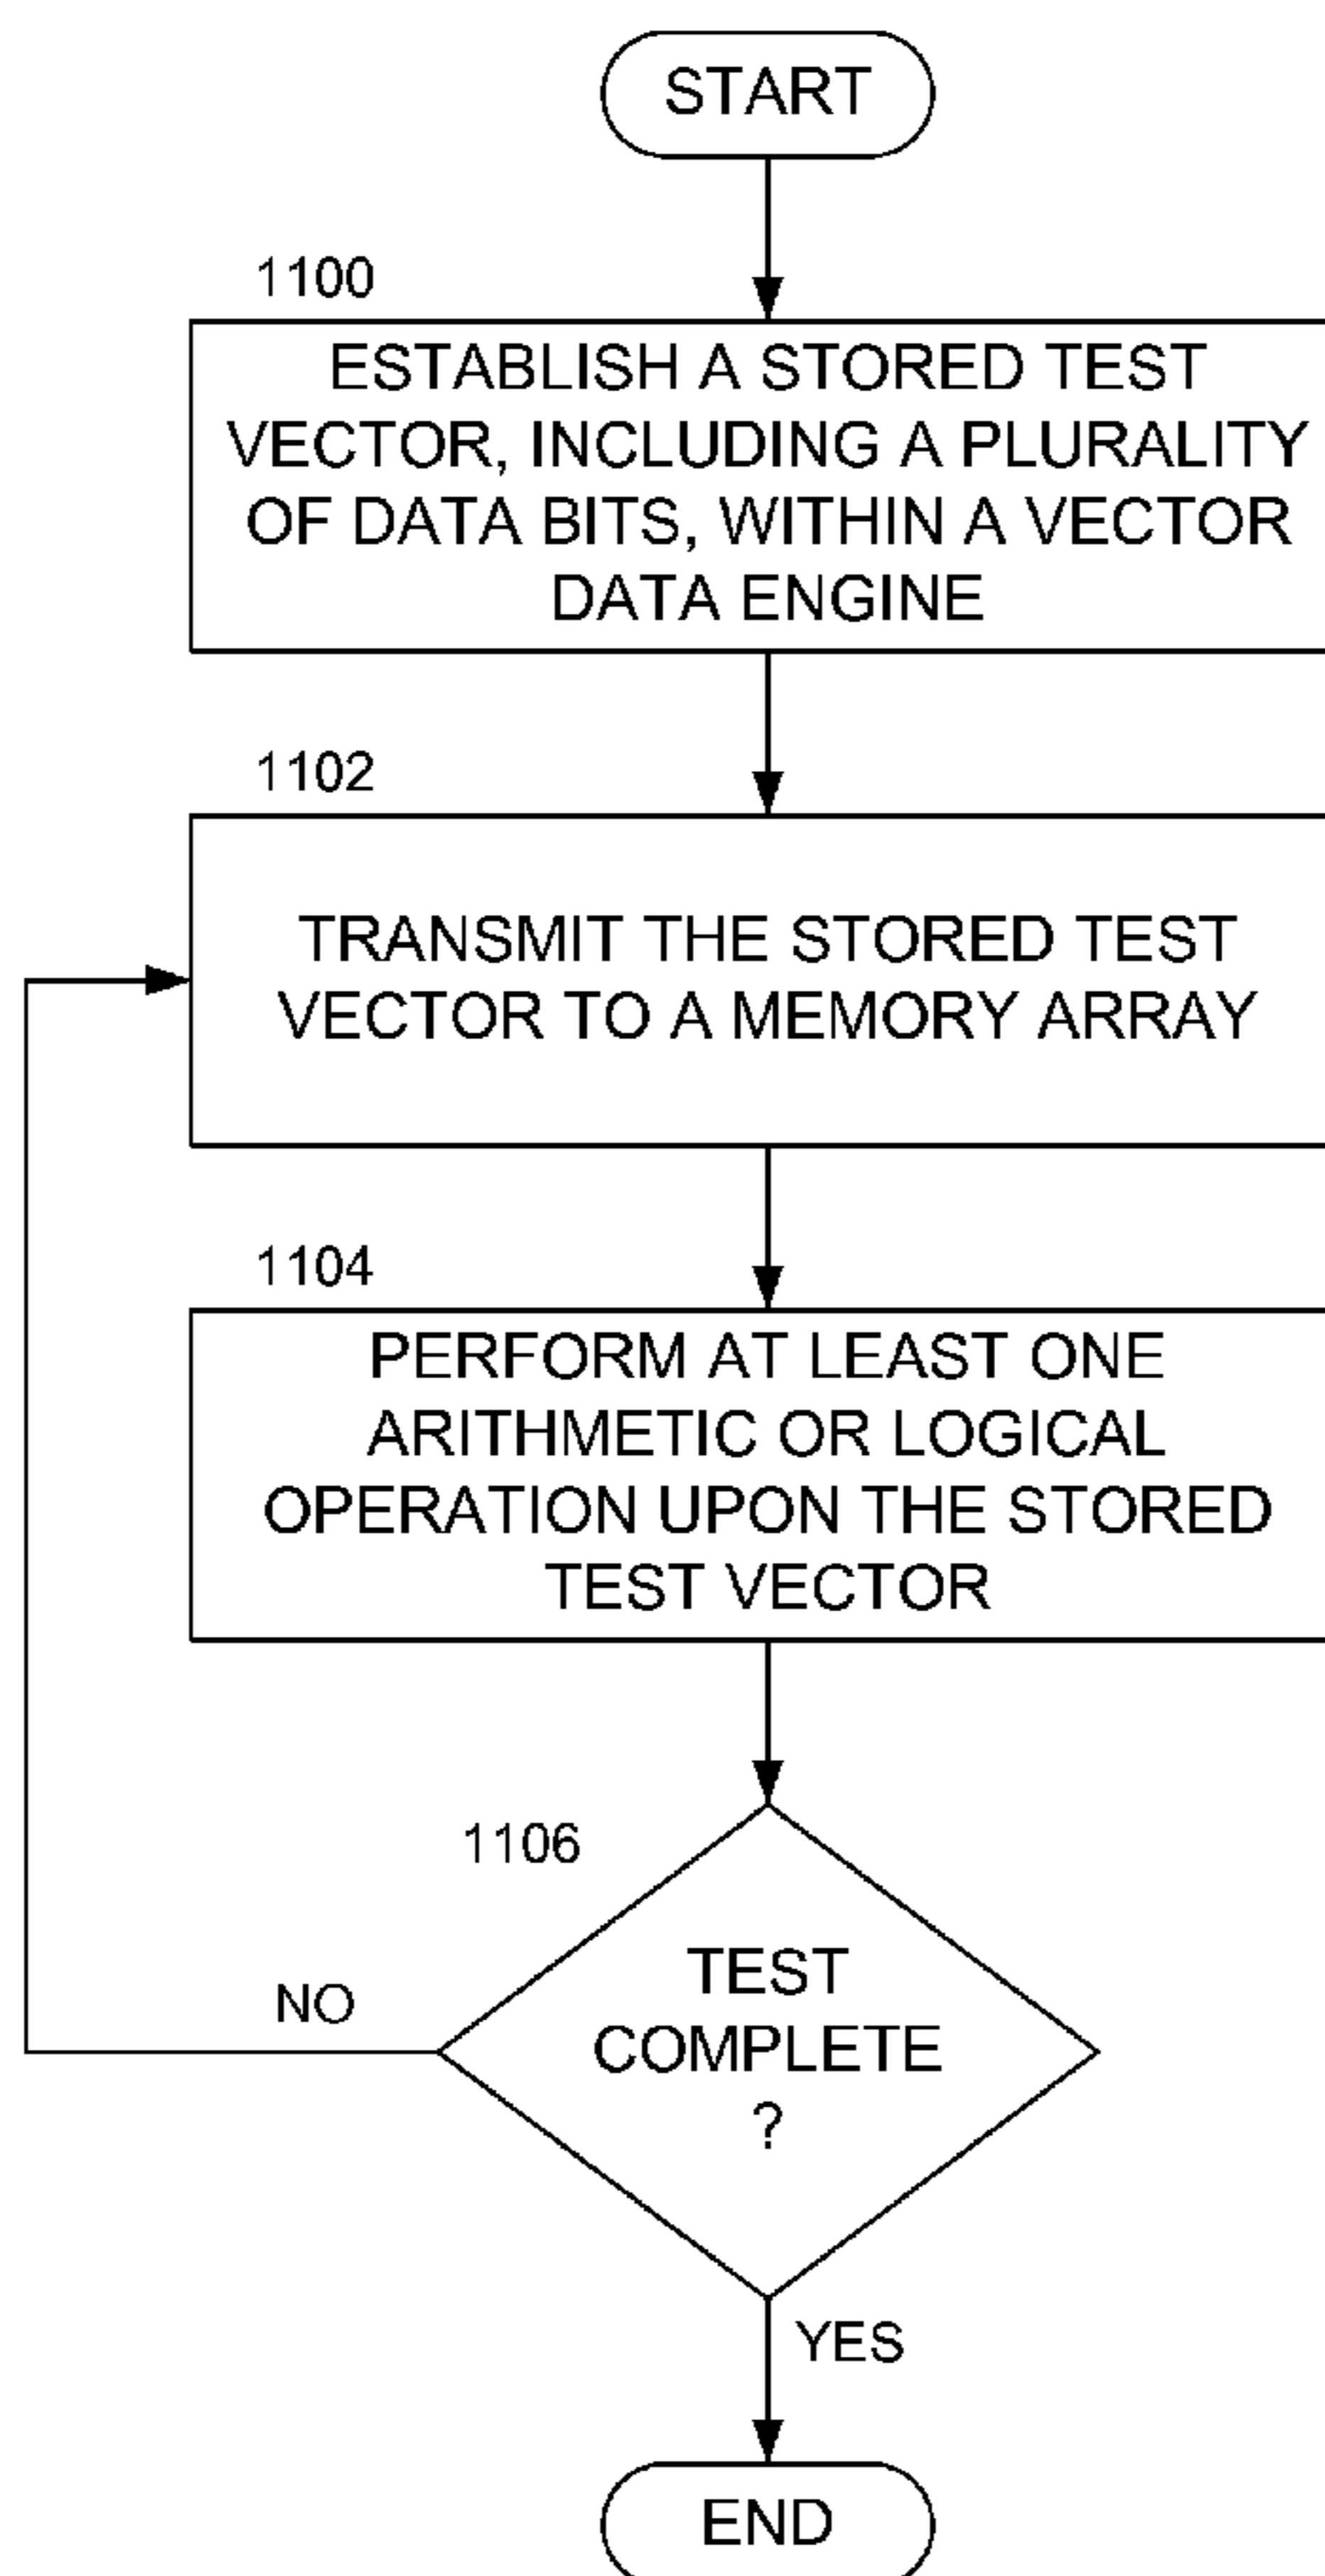 START
1100
ESTABLISH A STORED TEST
VECTOR, INCLUDING A PLURALITY
OF DATA BITS, WITHIN A VECTOR
DATA ENGINE
1102
TRANSMIT THE STORED TEST
VECTOR TO A MEMORY ARRAY
1104
PERFORM AT LEAST ONE
ARITHMETIC OR LOGICAL
OPERATION UPON THE STORED
TEST VECTOR
1106
TEST
COMPLETE
?
NO
YES
END